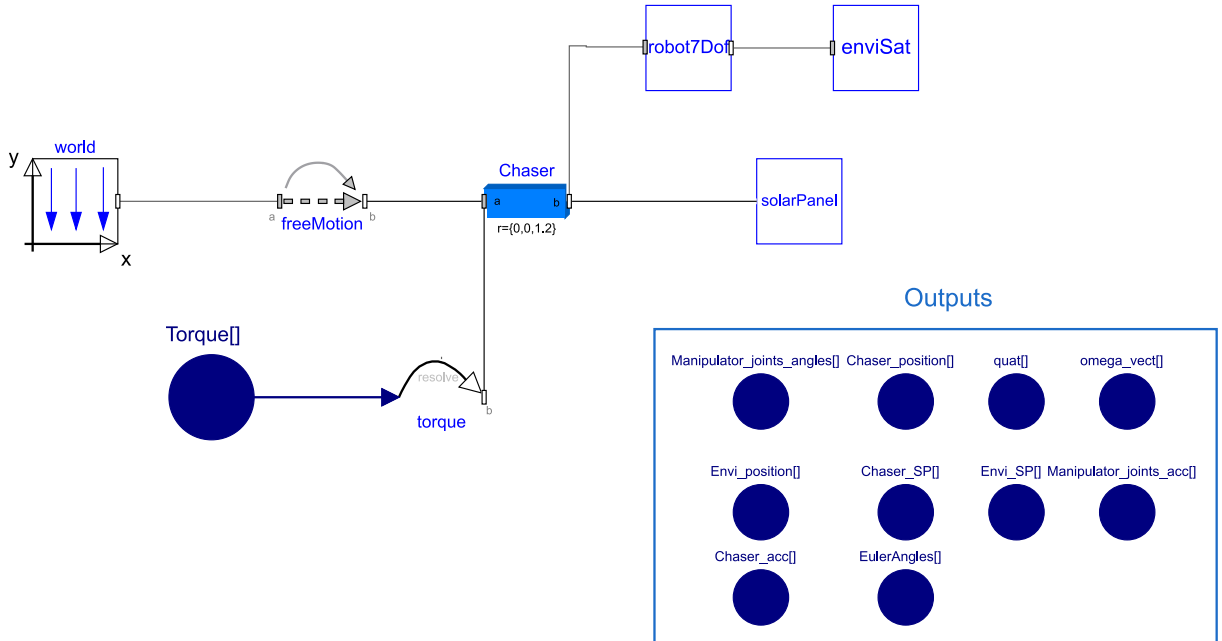 robot7Dof
enviSat
world
y
x
a
b
freeMotion
Chaser
a
b
r={0,0,1.2}
solarPanel
Torque[]
resolve
b
torque
Outputs
Manipulator_joints_angles[]
Chaser_position[]
quat[]
omega_vect[]
Envi_position[]
Chaser_SP[]
Envi_SP[]
Manipulator_joints_acc[]
Chaser_acc[]
EulerAngles[]